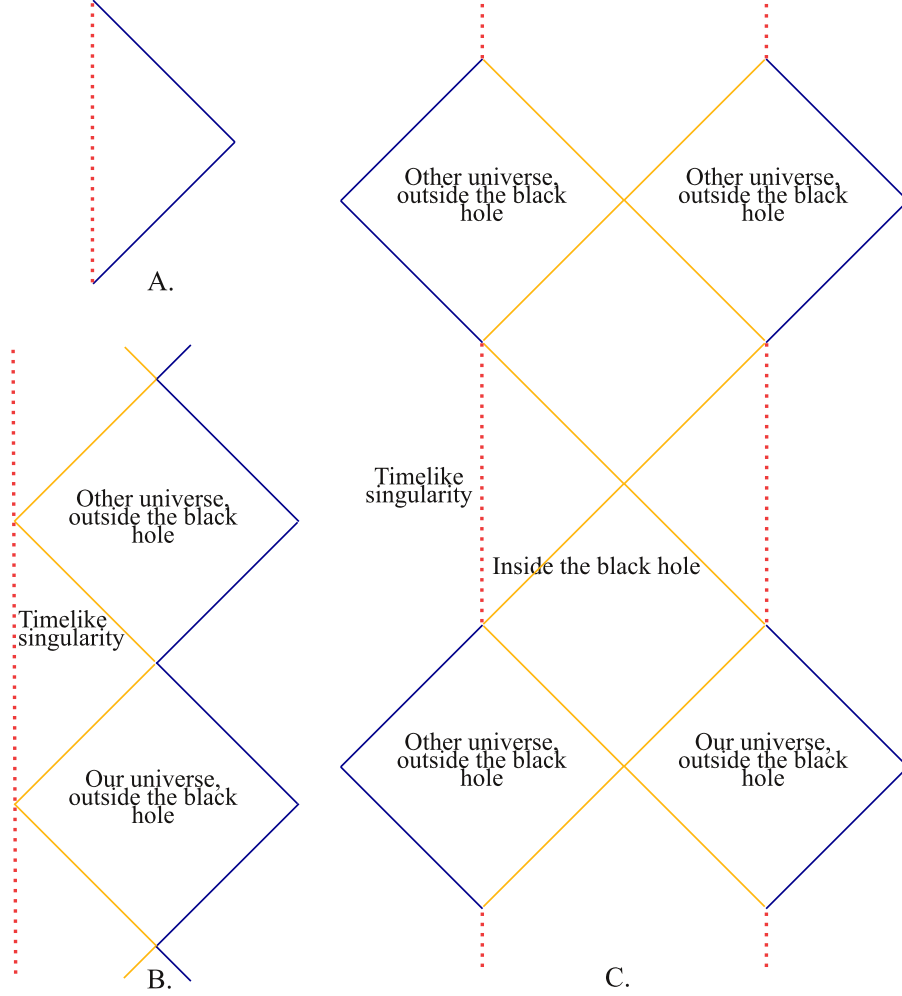 Other universe,
outside the black
hole
Other universe,
outside the black
hole
A.
Timelike
singularity
Other universe,
outside the black
hole
Inside the black hole
Timelike
singularity
Other universe,
outside the black
hole
Our universe,
outside the black
hole
Our universe,
outside the black
hole
B.
C.